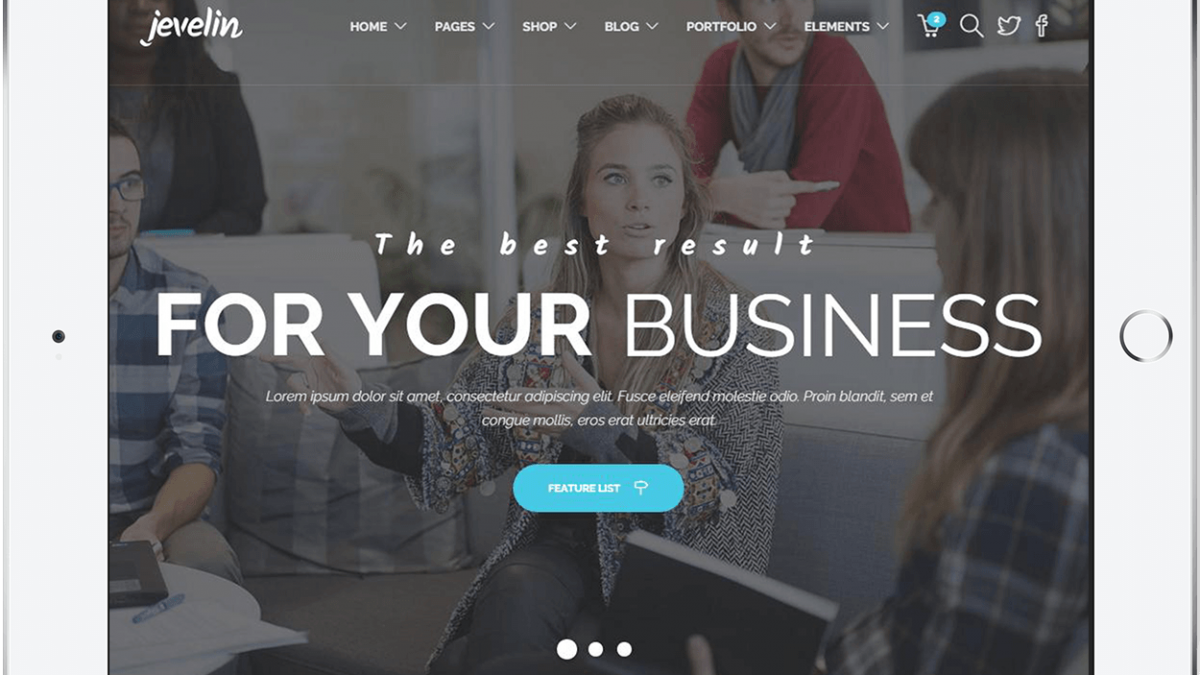 jevelin
HOME PAGES SHOP BLOG PORTFOLIO ELEMENTS 2
The best result
FOR YOUR BUSINESS
Lorem ipsum dolor sit amet, consectetur adipiscing elit. Fusce eleifend molestie odio. Proin blandit, sem et
congue mollis, eros erat ultricies erat.
FEATURE LIST